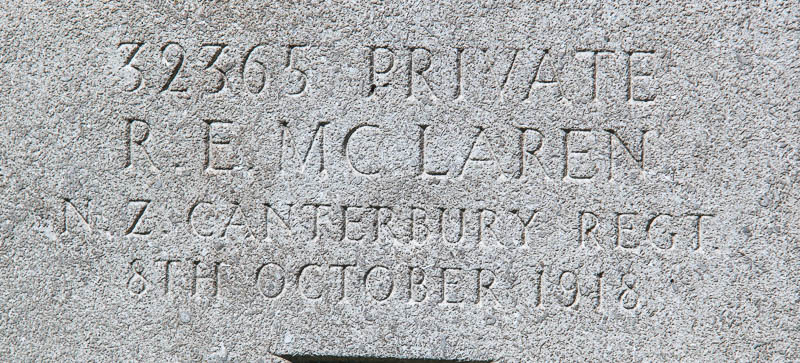 32365 PRIVATE
R. E. MCLAREN
N. Z. CANTERBURY REGT.
8TH OCTOBER 1918